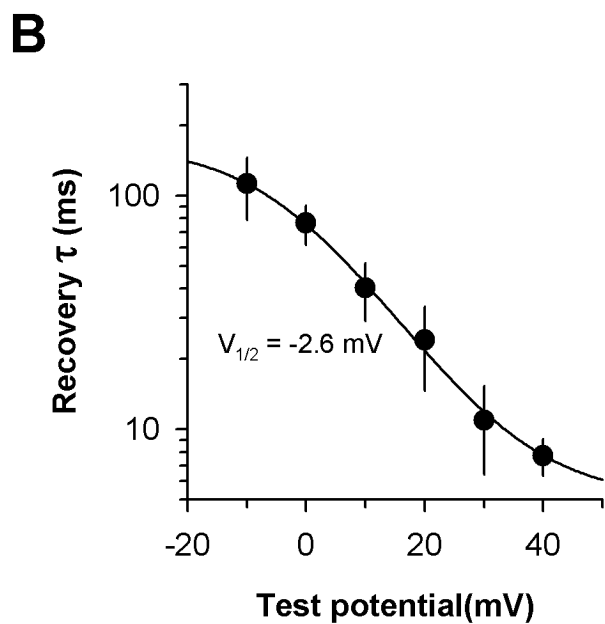 B
Recovery τ (ms)
100
10
V1/2 = -2.6 mV
-20 0 20 40
Test potential(mV)